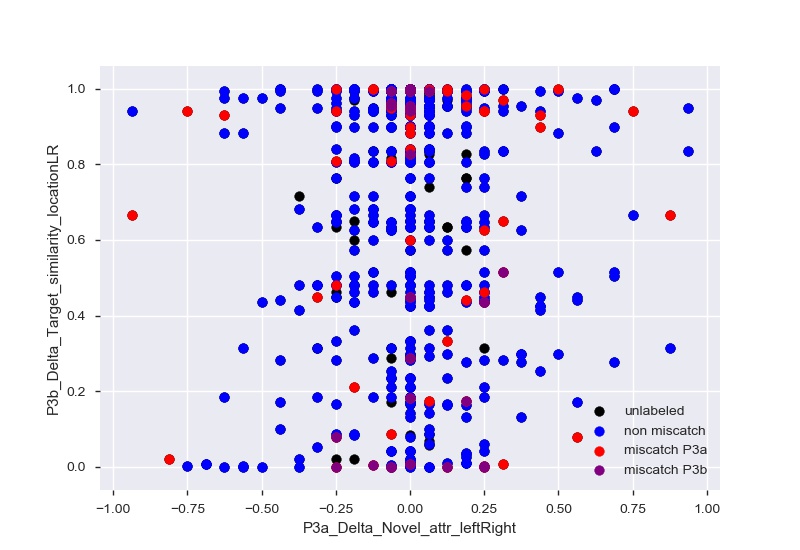 1.0
0.8
0.6
0.4
0.2
0.0
P3b_Delta_Target_similarity_locationLR
unlabeled
non miscatch
miscatch P3a
miscatch P3b
−1.00 −0.75 −0.50 −0.25 0.00 0.25 0.50 0.75 1.00
P3a_Delta_Novel_attr_leftRight